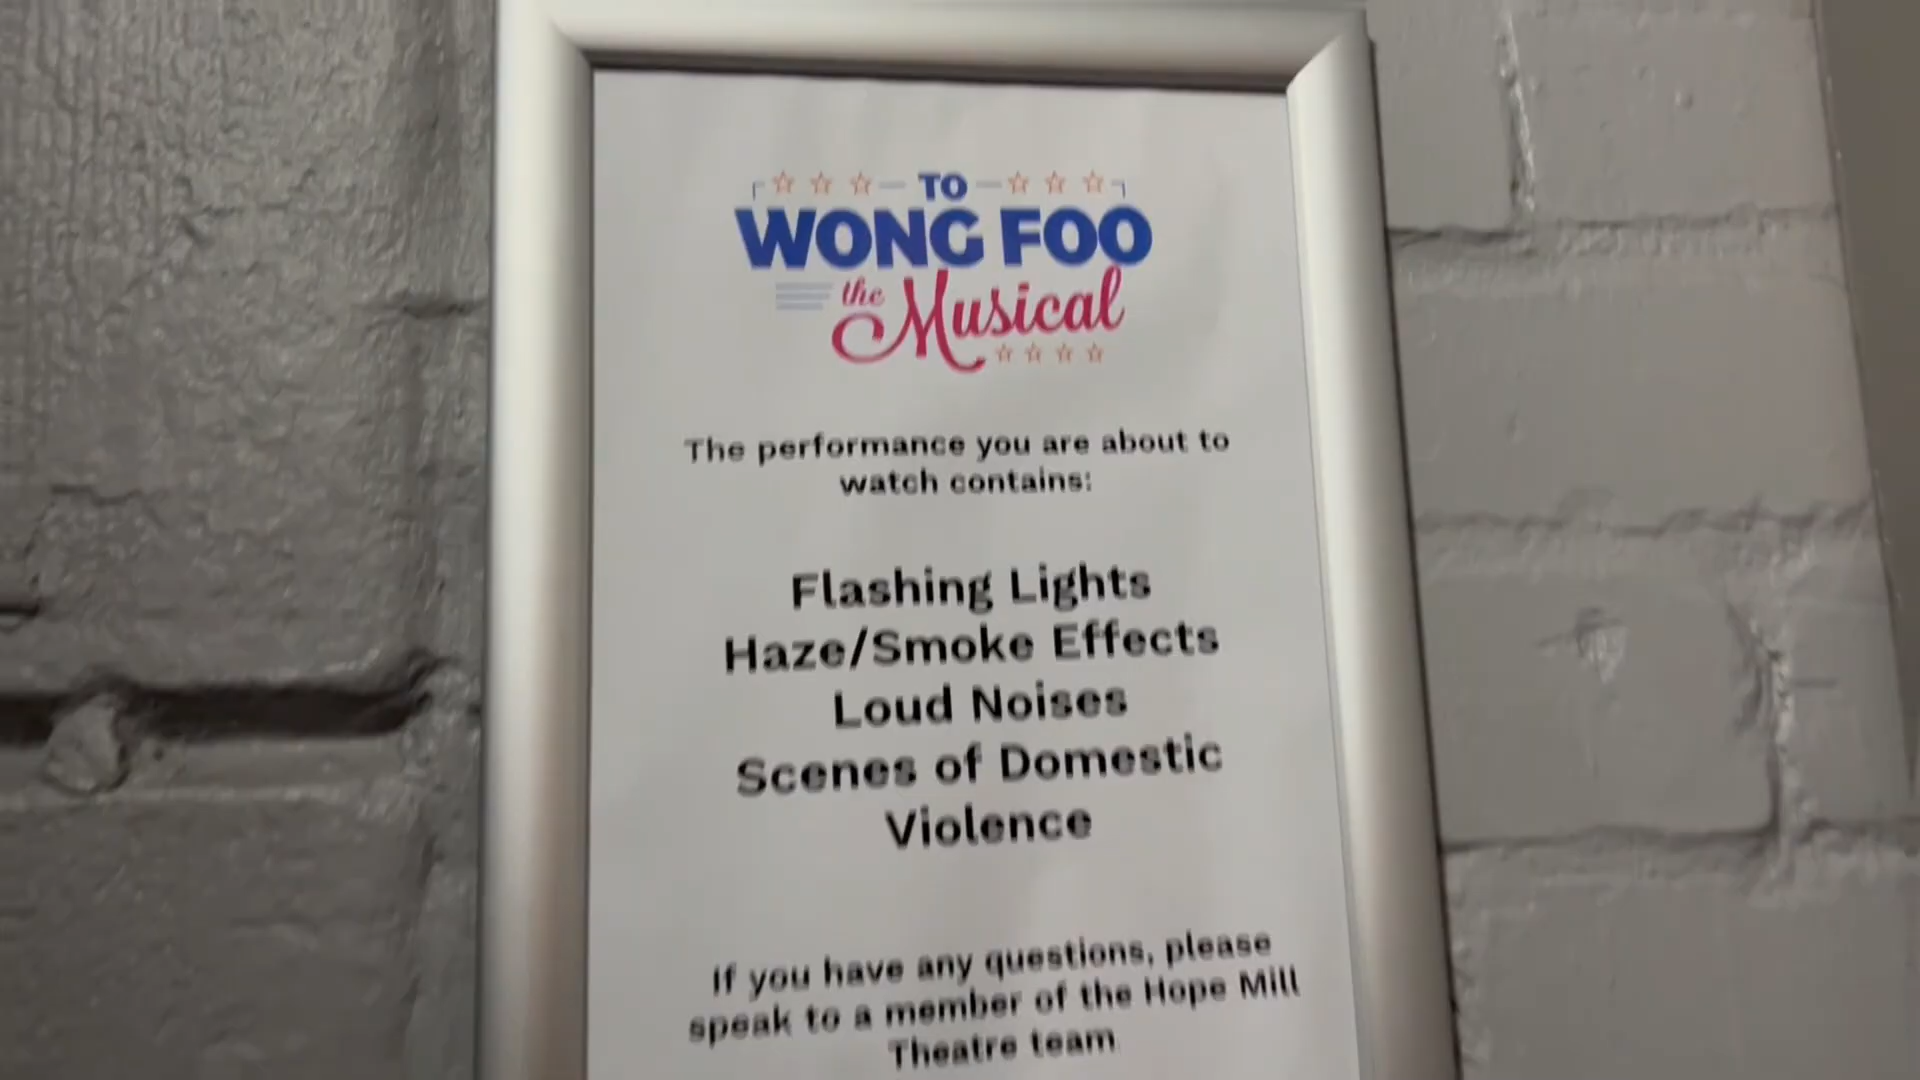 TO
WONG FOO
the Musical
The performance you are about to
watch contains:
Flashing Lights
Haze/Smoke Effects
Loud Noises
Scenes of Domestic
Violence
If you have any questions, please
speak to a member of the Hope Mill
Theatre team